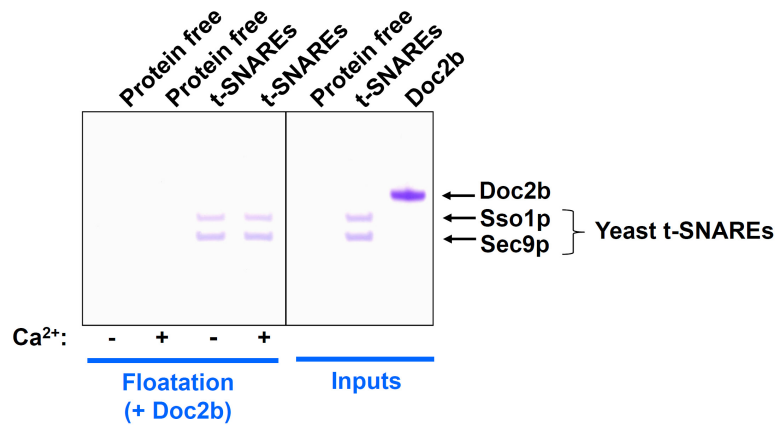 Protein free
Protein free
t-SNAREs
t-SNAREs
Protein free
t-SNAREs
Doc2b
Doc2b
Sso1p
Sec9p
Yeast t-SNAREs
Ca²⁺: - + - +
Floatation
(+ Doc2b)
Inputs